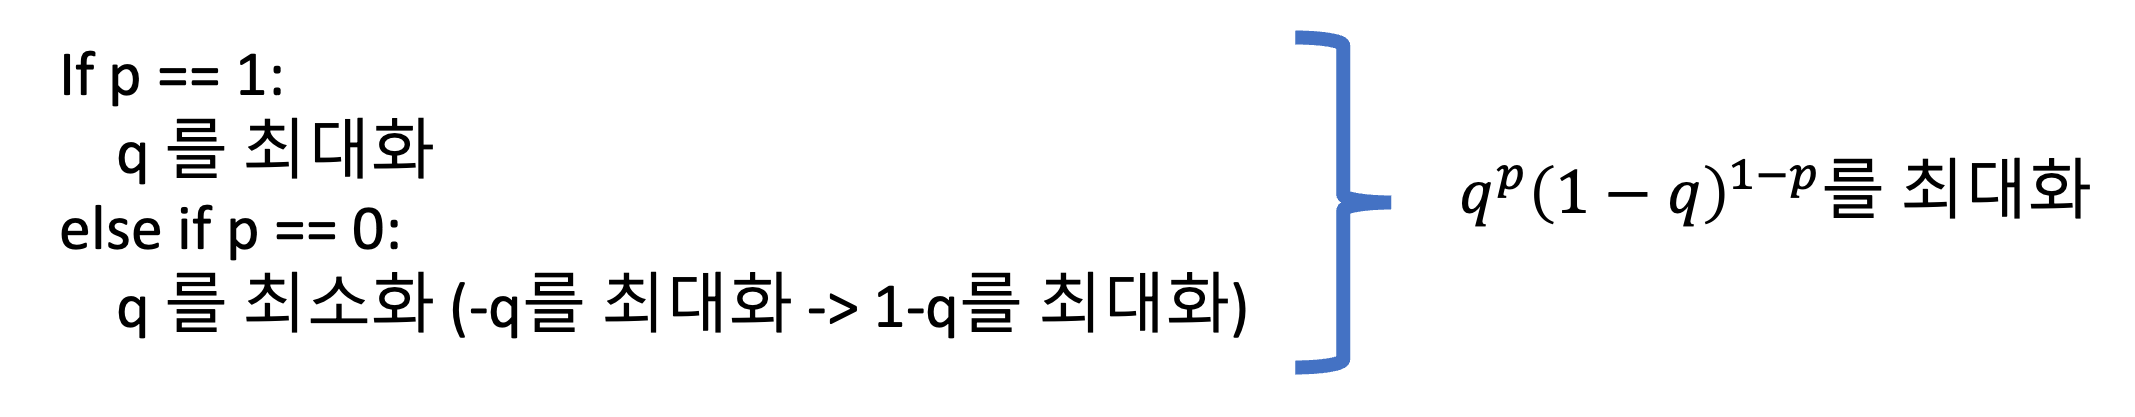 If p == 1:
q 를 최대화
else if p == 0:
q 를 최소화 (-q를 최대화 -> 1-q를 최대화)
$q^p(1-q)^{1-p}$를 최대화